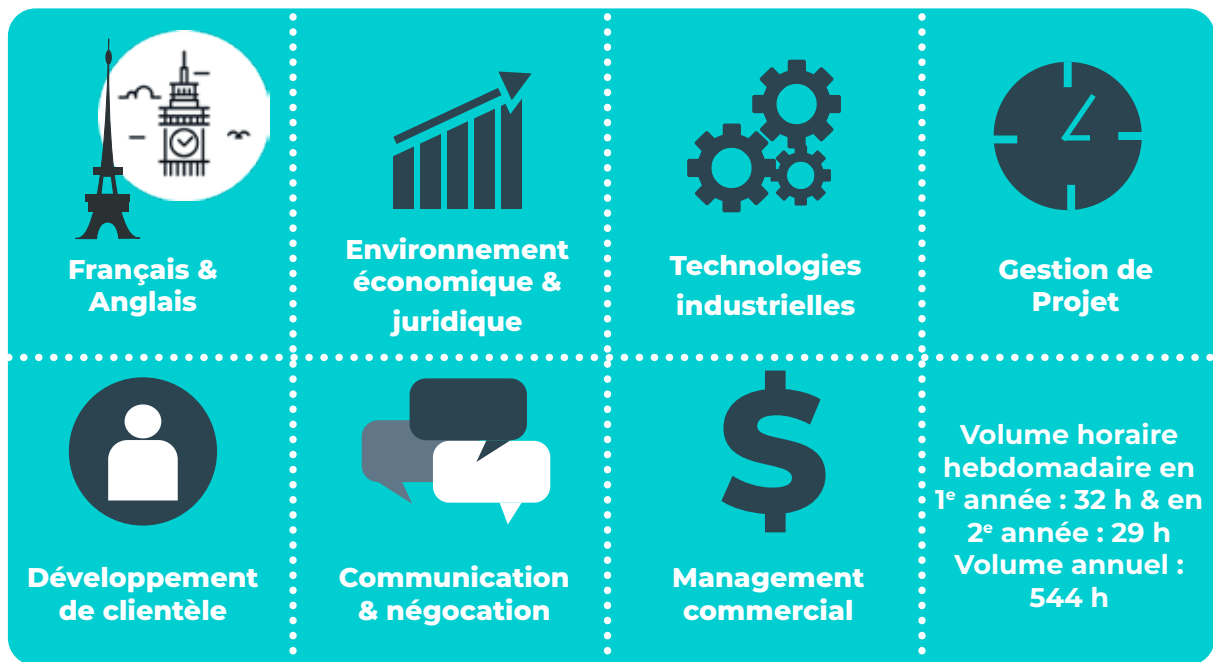 Français &
Anglais
Environnement
économique &
juridique
Technologies
industrielles
Gestion de
Projet
Développement
de clientèle
Communication
& négocation
Management
commercial
Volume horaire
hebdomadaire en
1e année : 32 h & en
2e année : 29 h
Volume annuel :
544 h